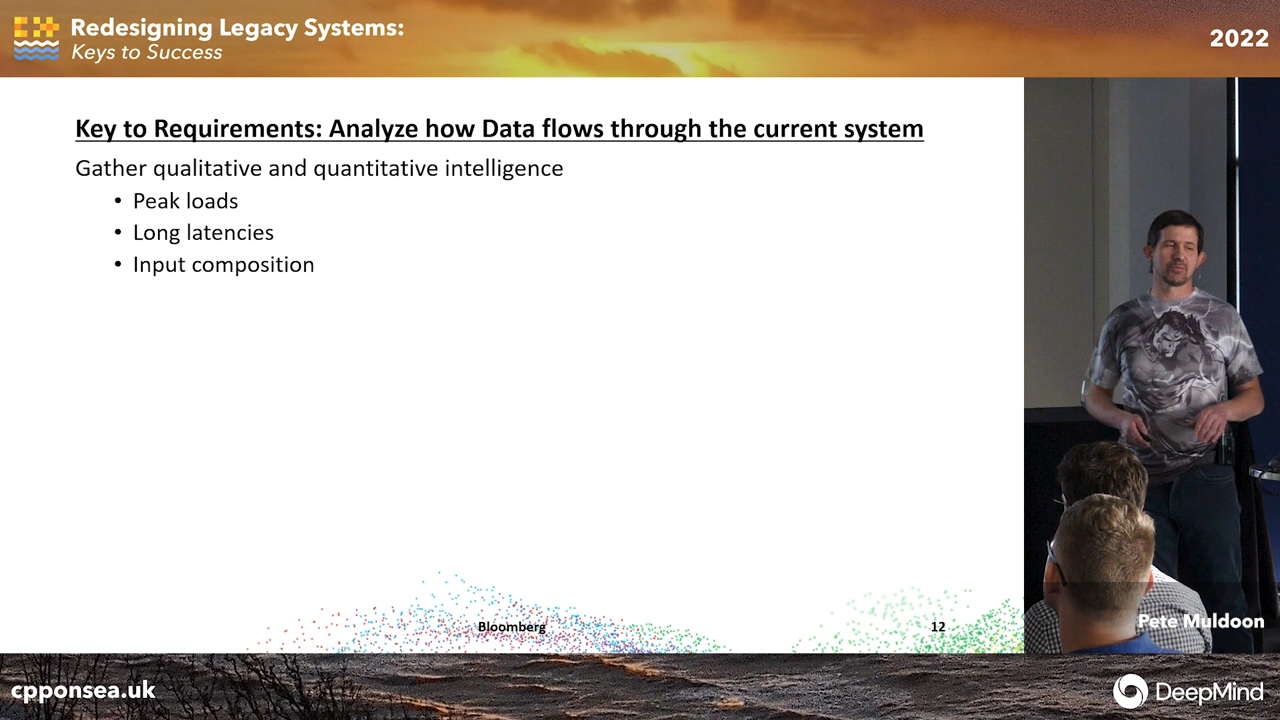 Redesigning Legacy Systems:
Keys to Success
2022
Key to Requirements: Analyze how Data flows through the current system
Gather qualitative and quantitative intelligence
• Peak loads
• Long latencies
• Input composition
Bloomberg
12
Pete Muldoon
cpponsea.uk
DeepMind